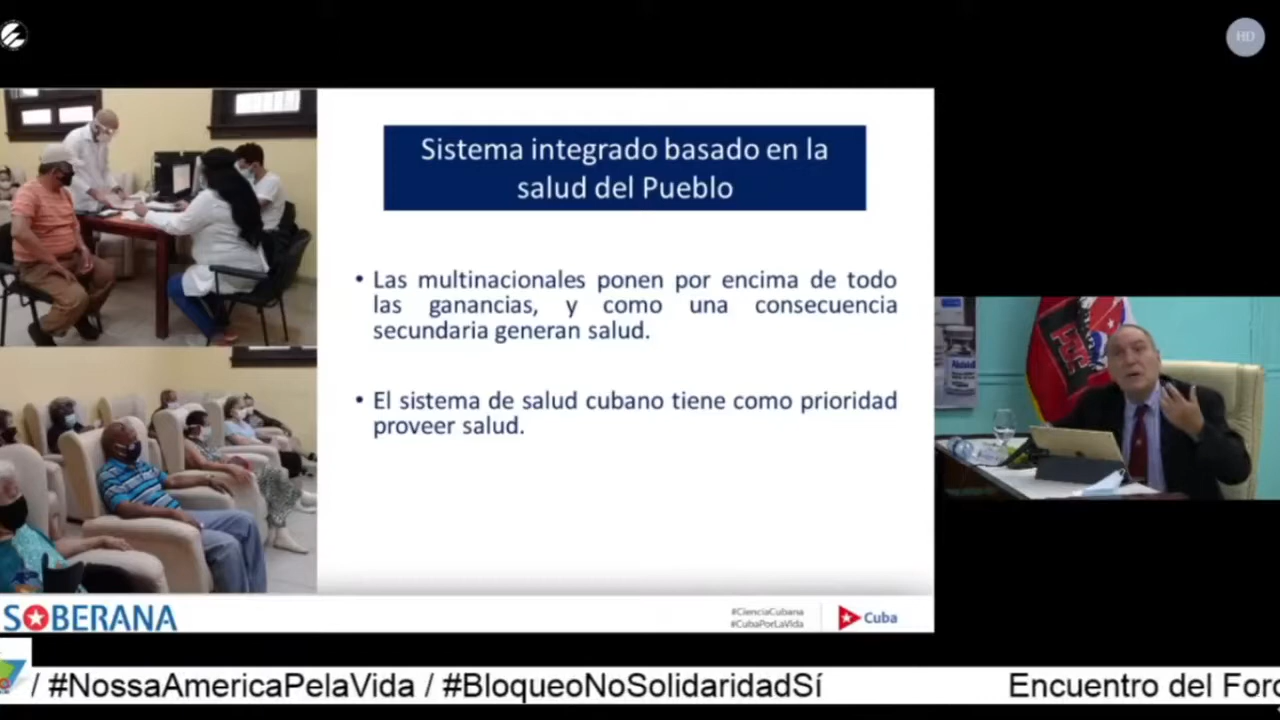 HD
Sistema integrado basado en la
salud del Pueblo
• Las multinacionales ponen por encima de todo
las ganancias, y como una consecuencia
secundaria generan salud.
• El sistema de salud cubano tiene como prioridad
proveer salud.
SOBERANA
#CienciaCubana
#CubaPorLaVida
Cuba
/ #NossaAmericaPelaVida / #BloqueoNoSolidaridadSí
Encuentro del Foro